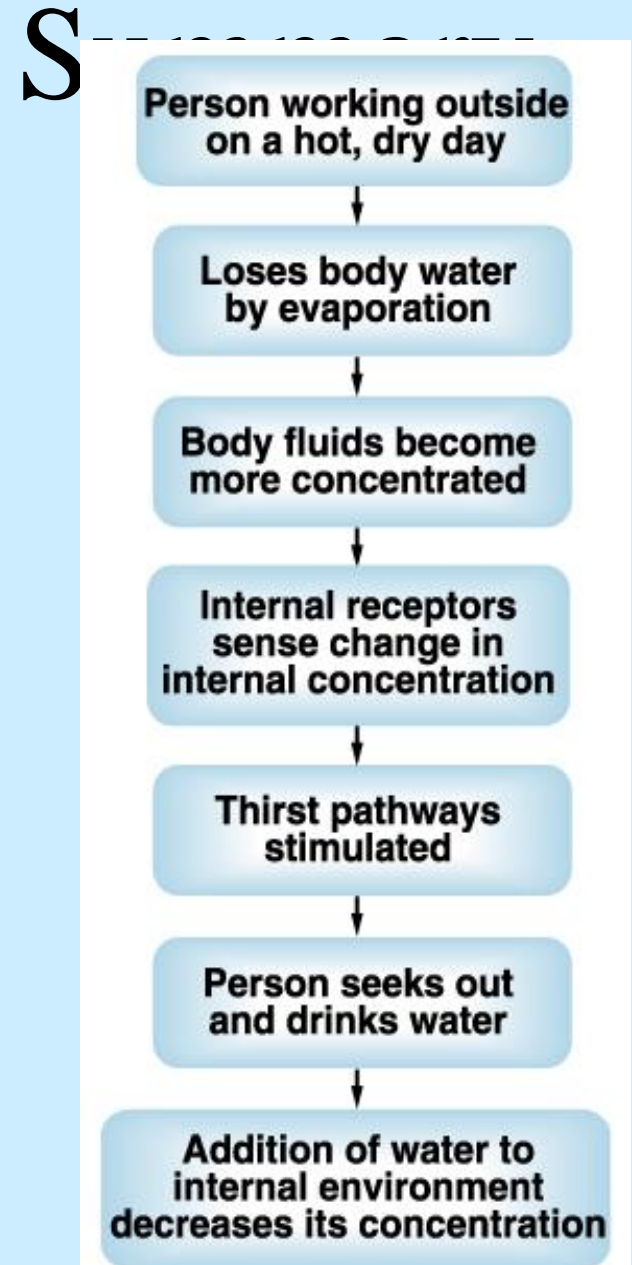 Person working outside
on a hot, dry day
Loses body water
by evaporation
Body fluids become
more concentrated
Internal receptors
sense change in
internal concentration
Thirst pathways
stimulated
Person seeks out
and drinks water
Addition of water to
internal environment
decreases its concentration